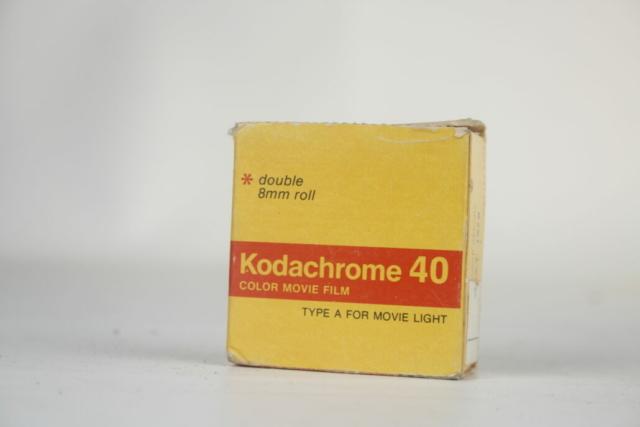 * double
8mm roll
Kodachrome 40
COLOR MOVIE FILM
TYPE A FOR MOVIE LIGHT